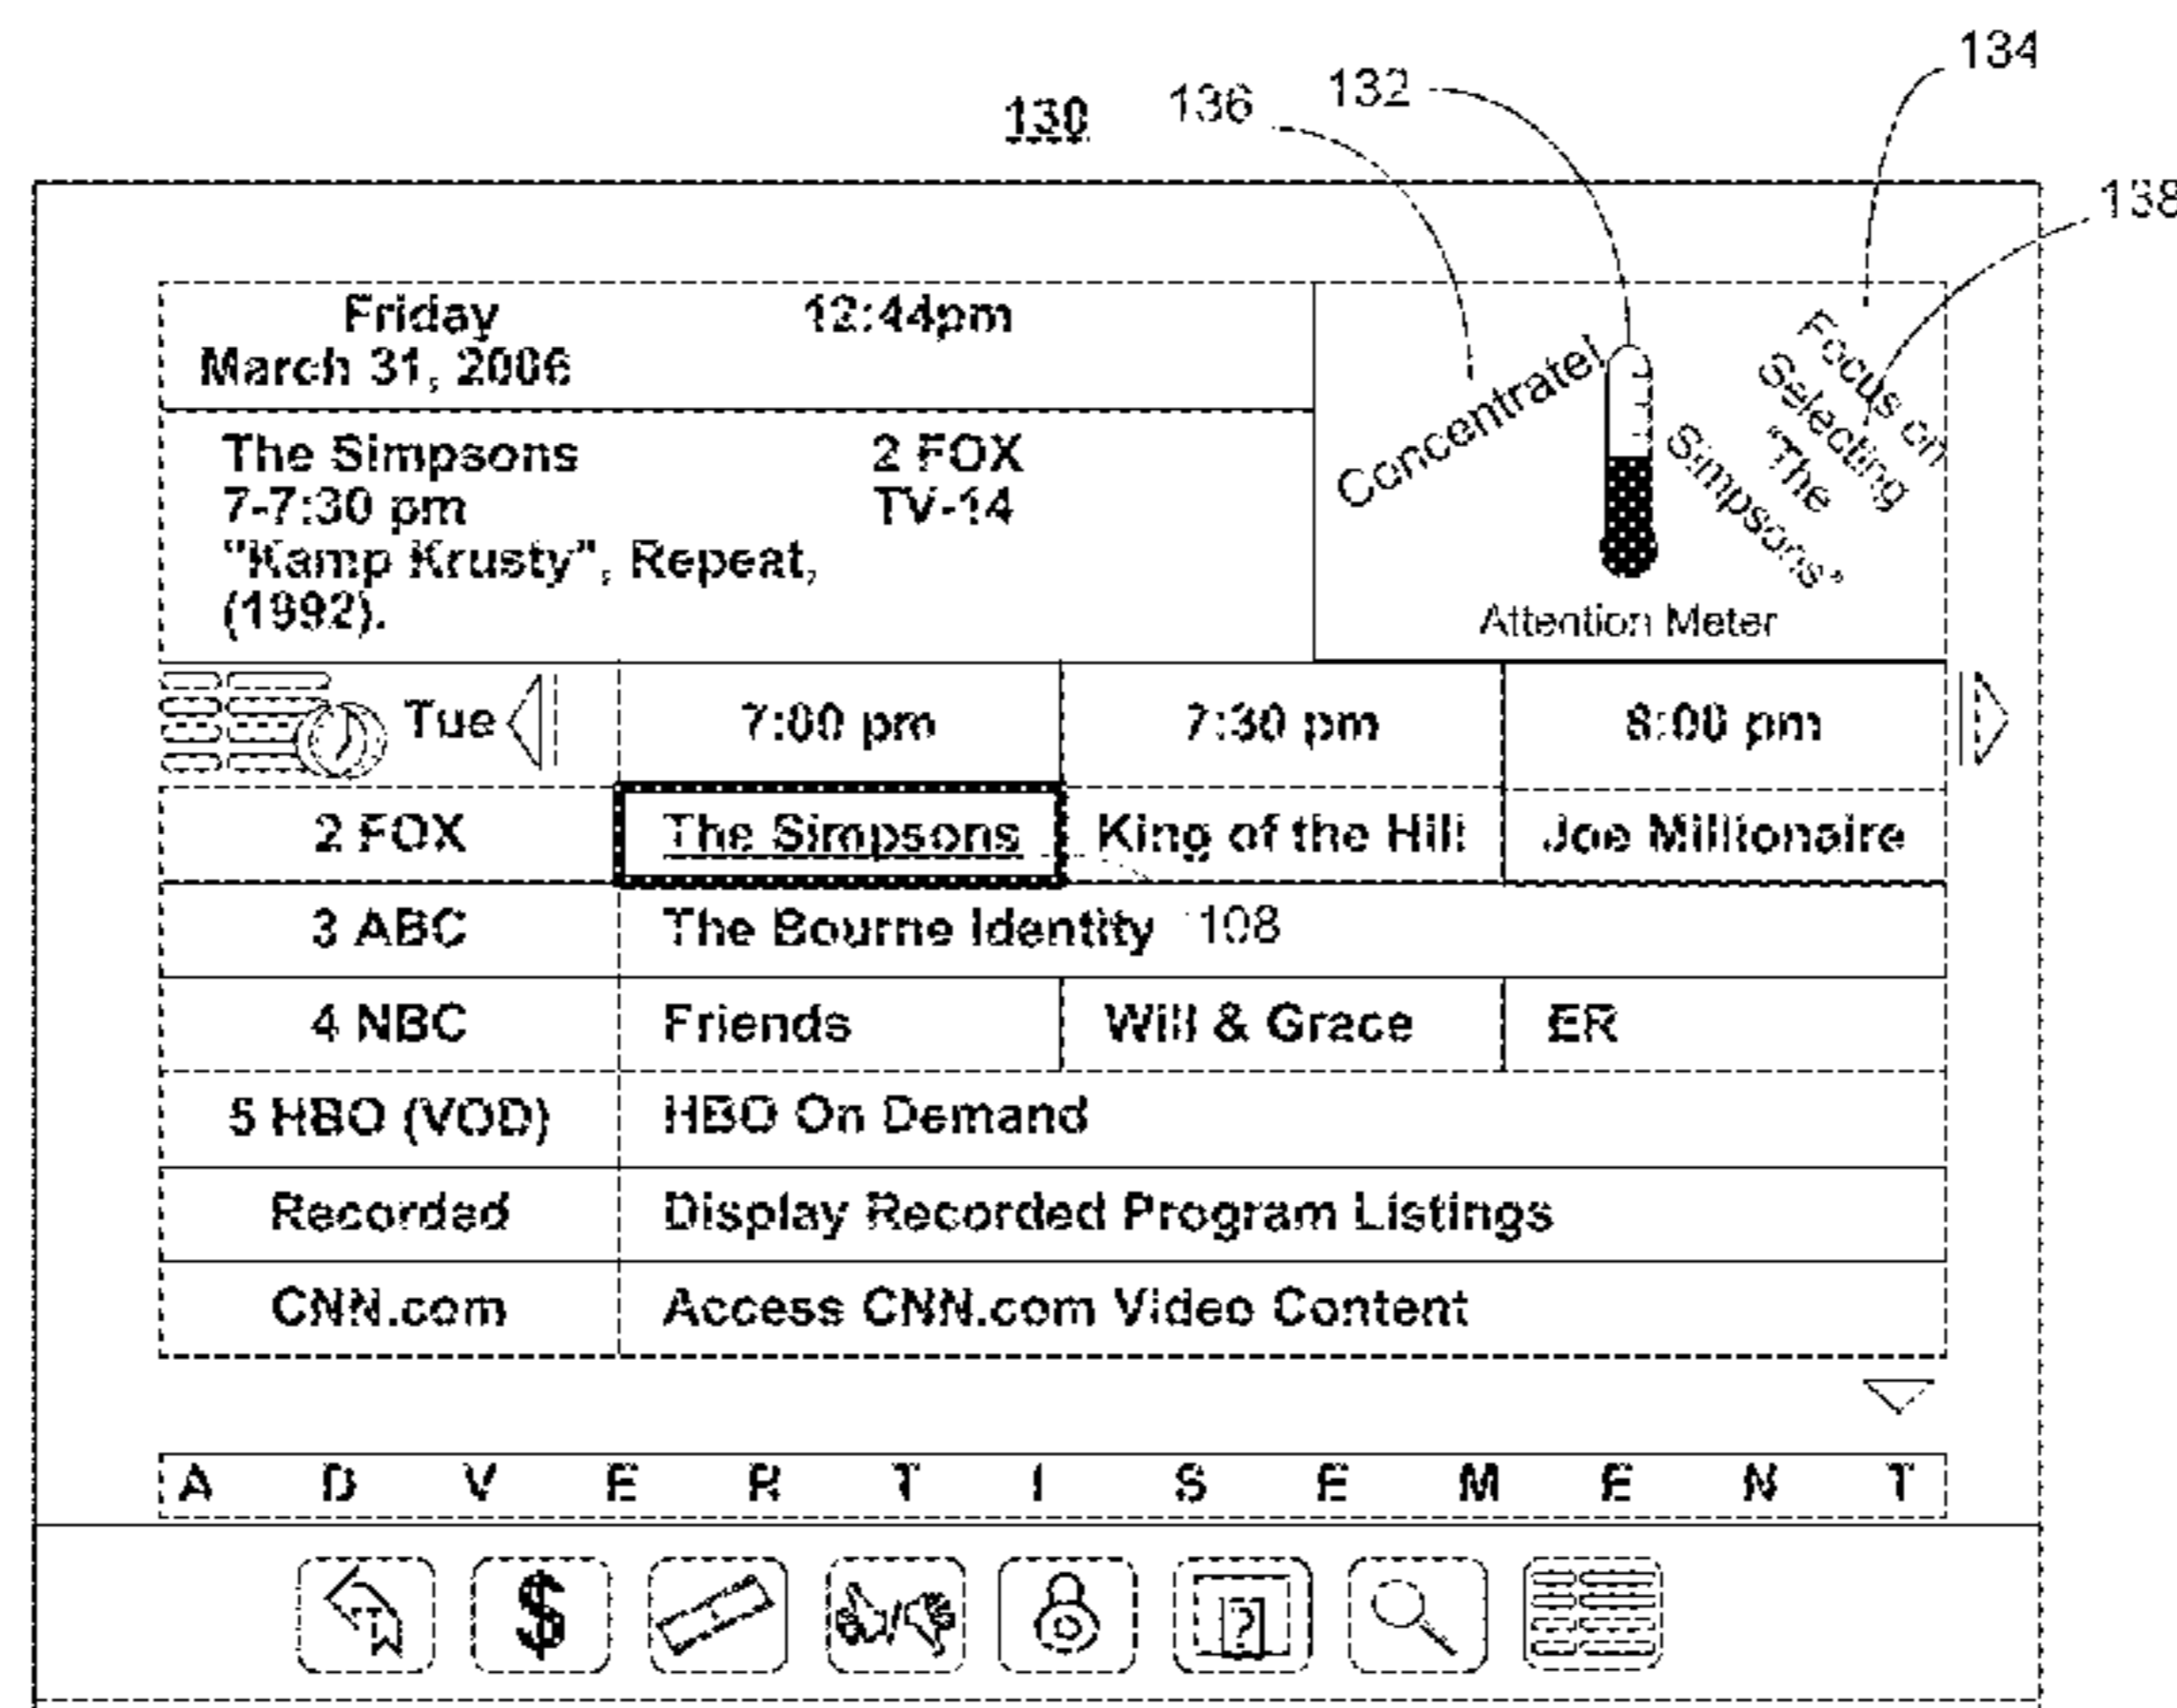 134
136 132
130
138
Friday 12:44pm
March 31, 2006
The Simpsons 2 FOX
7-7:30 pm TV-14
"Kamp Krusty", Repeat,
(1992).
Concentrate!
Focus on
Selecting
"The
Simpsons"
Attention Meter
Tue 7:00 pm 7:30 pm 8:00 pm
2 FOX The Simpsons King of the Hill Joe Millionaire
3 ABC The Bourne Identity 108
4 NBC Friends Will & Grace ER
5 HBO (VOD) HBO On Demand
Recorded Display Recorded Program Listings
CNN.com Access CNN.com Video Content
A D V E R T I S E M E N T
$ ?